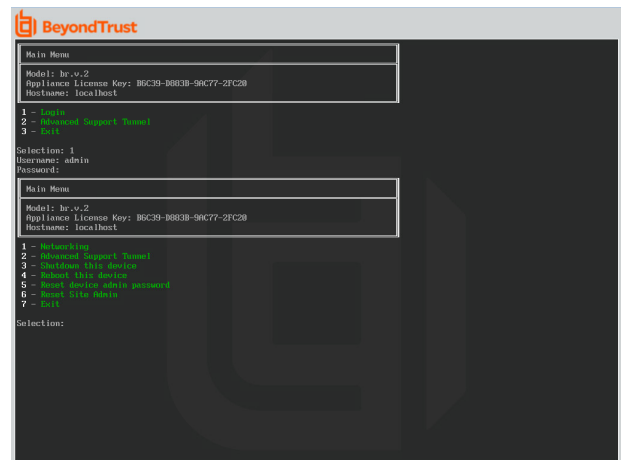 BeyondTrust
Main Menu
Model: br.v.2
Appliance License Key: B6C39-D883B-9AC77-2FC20
Hostname: localhost
1 - Login
2 - Advanced Support Tunnel
3 - Exit
Selection: 1
Username: admin
Password:
Main Menu
Model: br.v.2
Appliance License Key: B6C39-D883B-9AC77-2FC20
Hostname: localhost
1 - Networking
2 - Advanced Support Tunnel
3 - Shutdown this device
4 - Reboot this device
5 - Reset device admin password
6 - Reset Site Admin
7 - Exit
Selection: